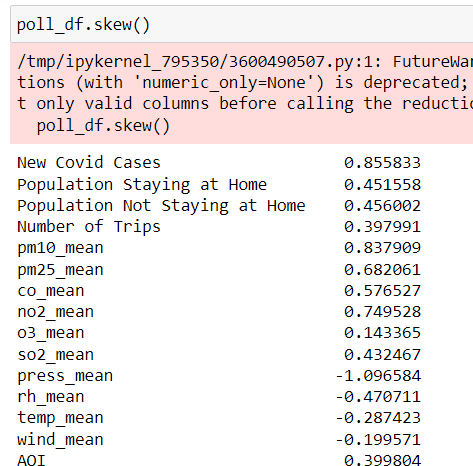 poll_df.skew()
/tmp/ipykernel_795350/3600490507.py:1: FutureWar
tions (with 'numeric_only=None') is deprecated;
t only valid columns before calling the reductio
poll_df.skew()
New Covid Cases 0.855833
Population Staying at Home 0.451558
Population Not Staying at Home 0.456002
Number of Trips 0.397991
pm10_mean 0.837909
pm25_mean 0.682061
co_mean 0.576527
no2_mean 0.749528
o3_mean 0.143365
so2_mean 0.432467
press_mean -1.096584
rh_mean -0.470711
temp_mean -0.287423
wind_mean -0.199571
AOI 0.399804